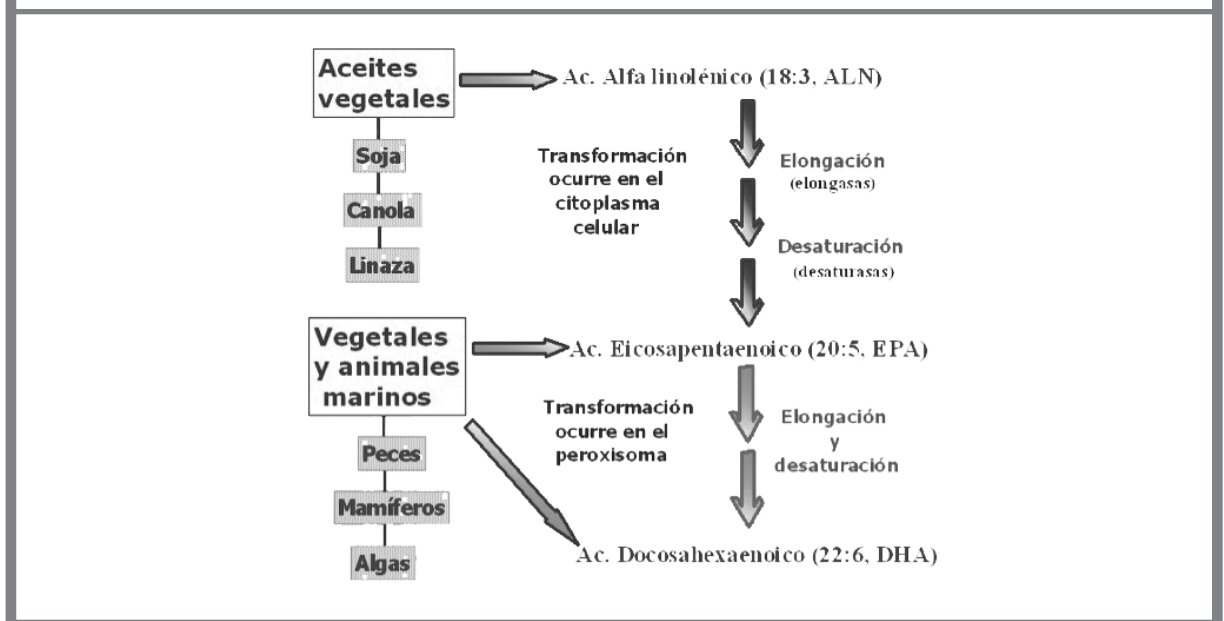 Aceites
vegetales
Soja
Canola
Linaza
Ac. Alfa linolénico (18:3, ALN)
Transformación
ocurre en el
citoplasma
celular
Elongación
(elongasas)
Desaturación
(desaturasas)
Vegetales
y animales
marinos
Peces
Mamíferos
Algas
Ac. Eicosapentaenoico (20:5, EPA)
Transformación
ocurre en el
peroxisoma
Elongación
y
desaturación
Ac. Docosahexaenoico (22:6, DHA)